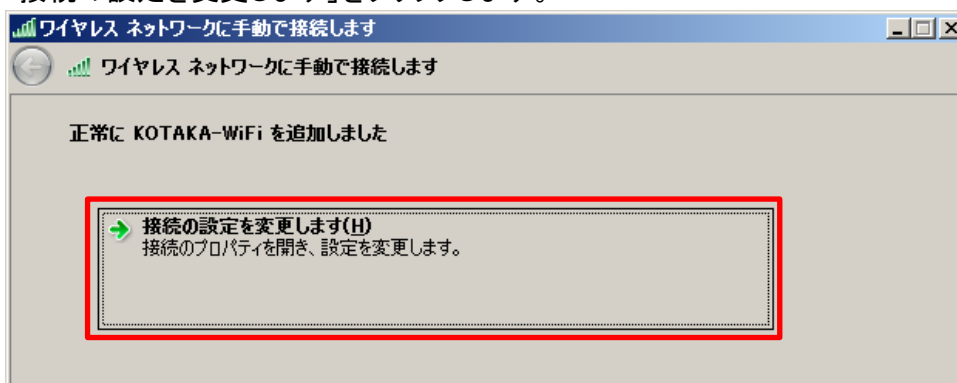 接続の設定を変更します」をクリックします。
ワイヤレス ネットワークに手動で接続します
ワイヤレス ネットワークに手動で接続します
正常に KOTAKA-WiFi を追加しました
接続の設定を変更します(H)
接続のプロパティを開き、設定を変更します。